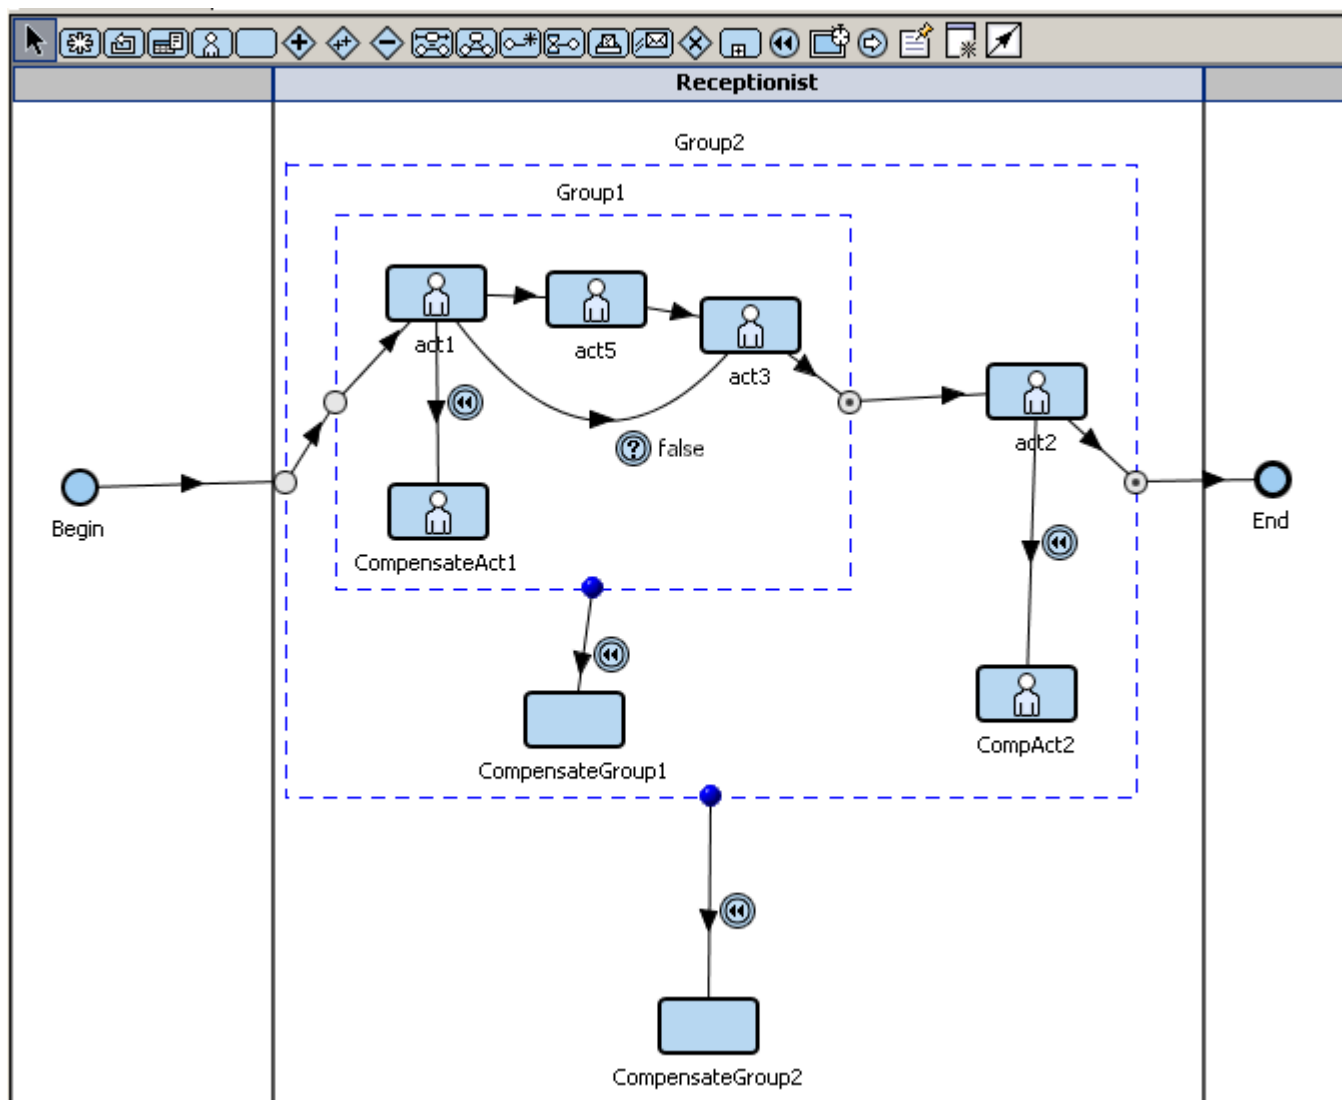 Receptionist
Group2
Group1
act1
act5
act3
false
act2
Begin
End
CompensateAct1
CompensateGroup1
CompAct2
CompensateGroup2